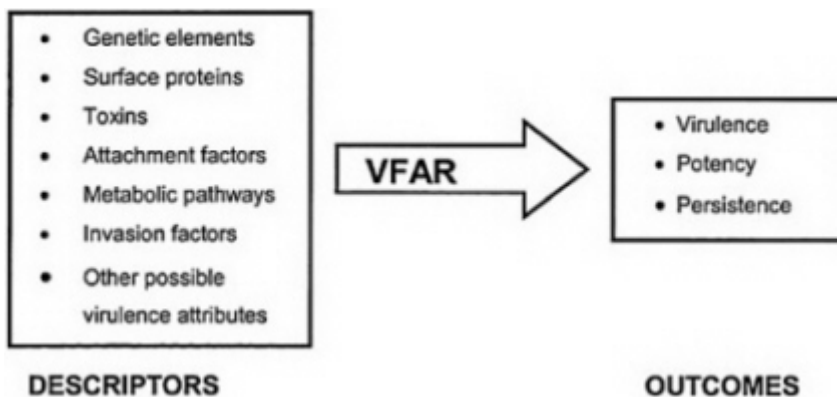 • Genetic elements
• Surface proteins
• Toxins
• Attachment factors
• Metabolic pathways
• Invasion factors
• Other possible
virulence attributes
VFAR
• Virulence
• Potency
• Persistence
DESCRIPTORS
OUTCOMES